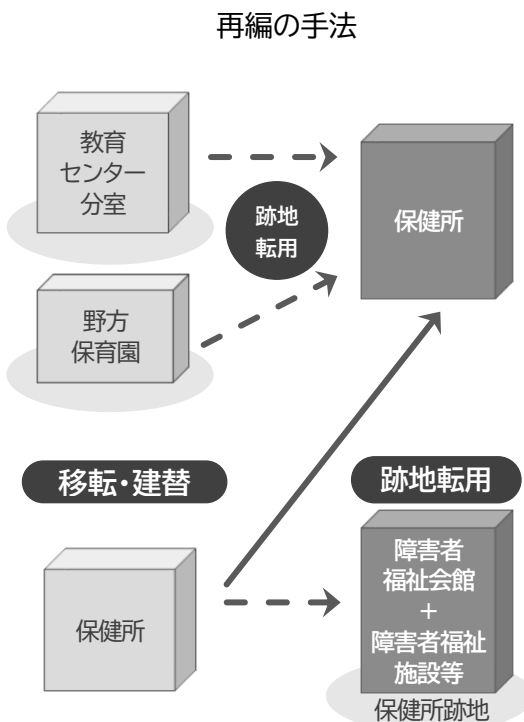 再編の手法
教育
センター
分室
跡地
転用
保健所
野方
保育園
移転・建替
跡地転用
保健所
障害者
福祉会館
+
障害者福祉
施設等
保健所跡地